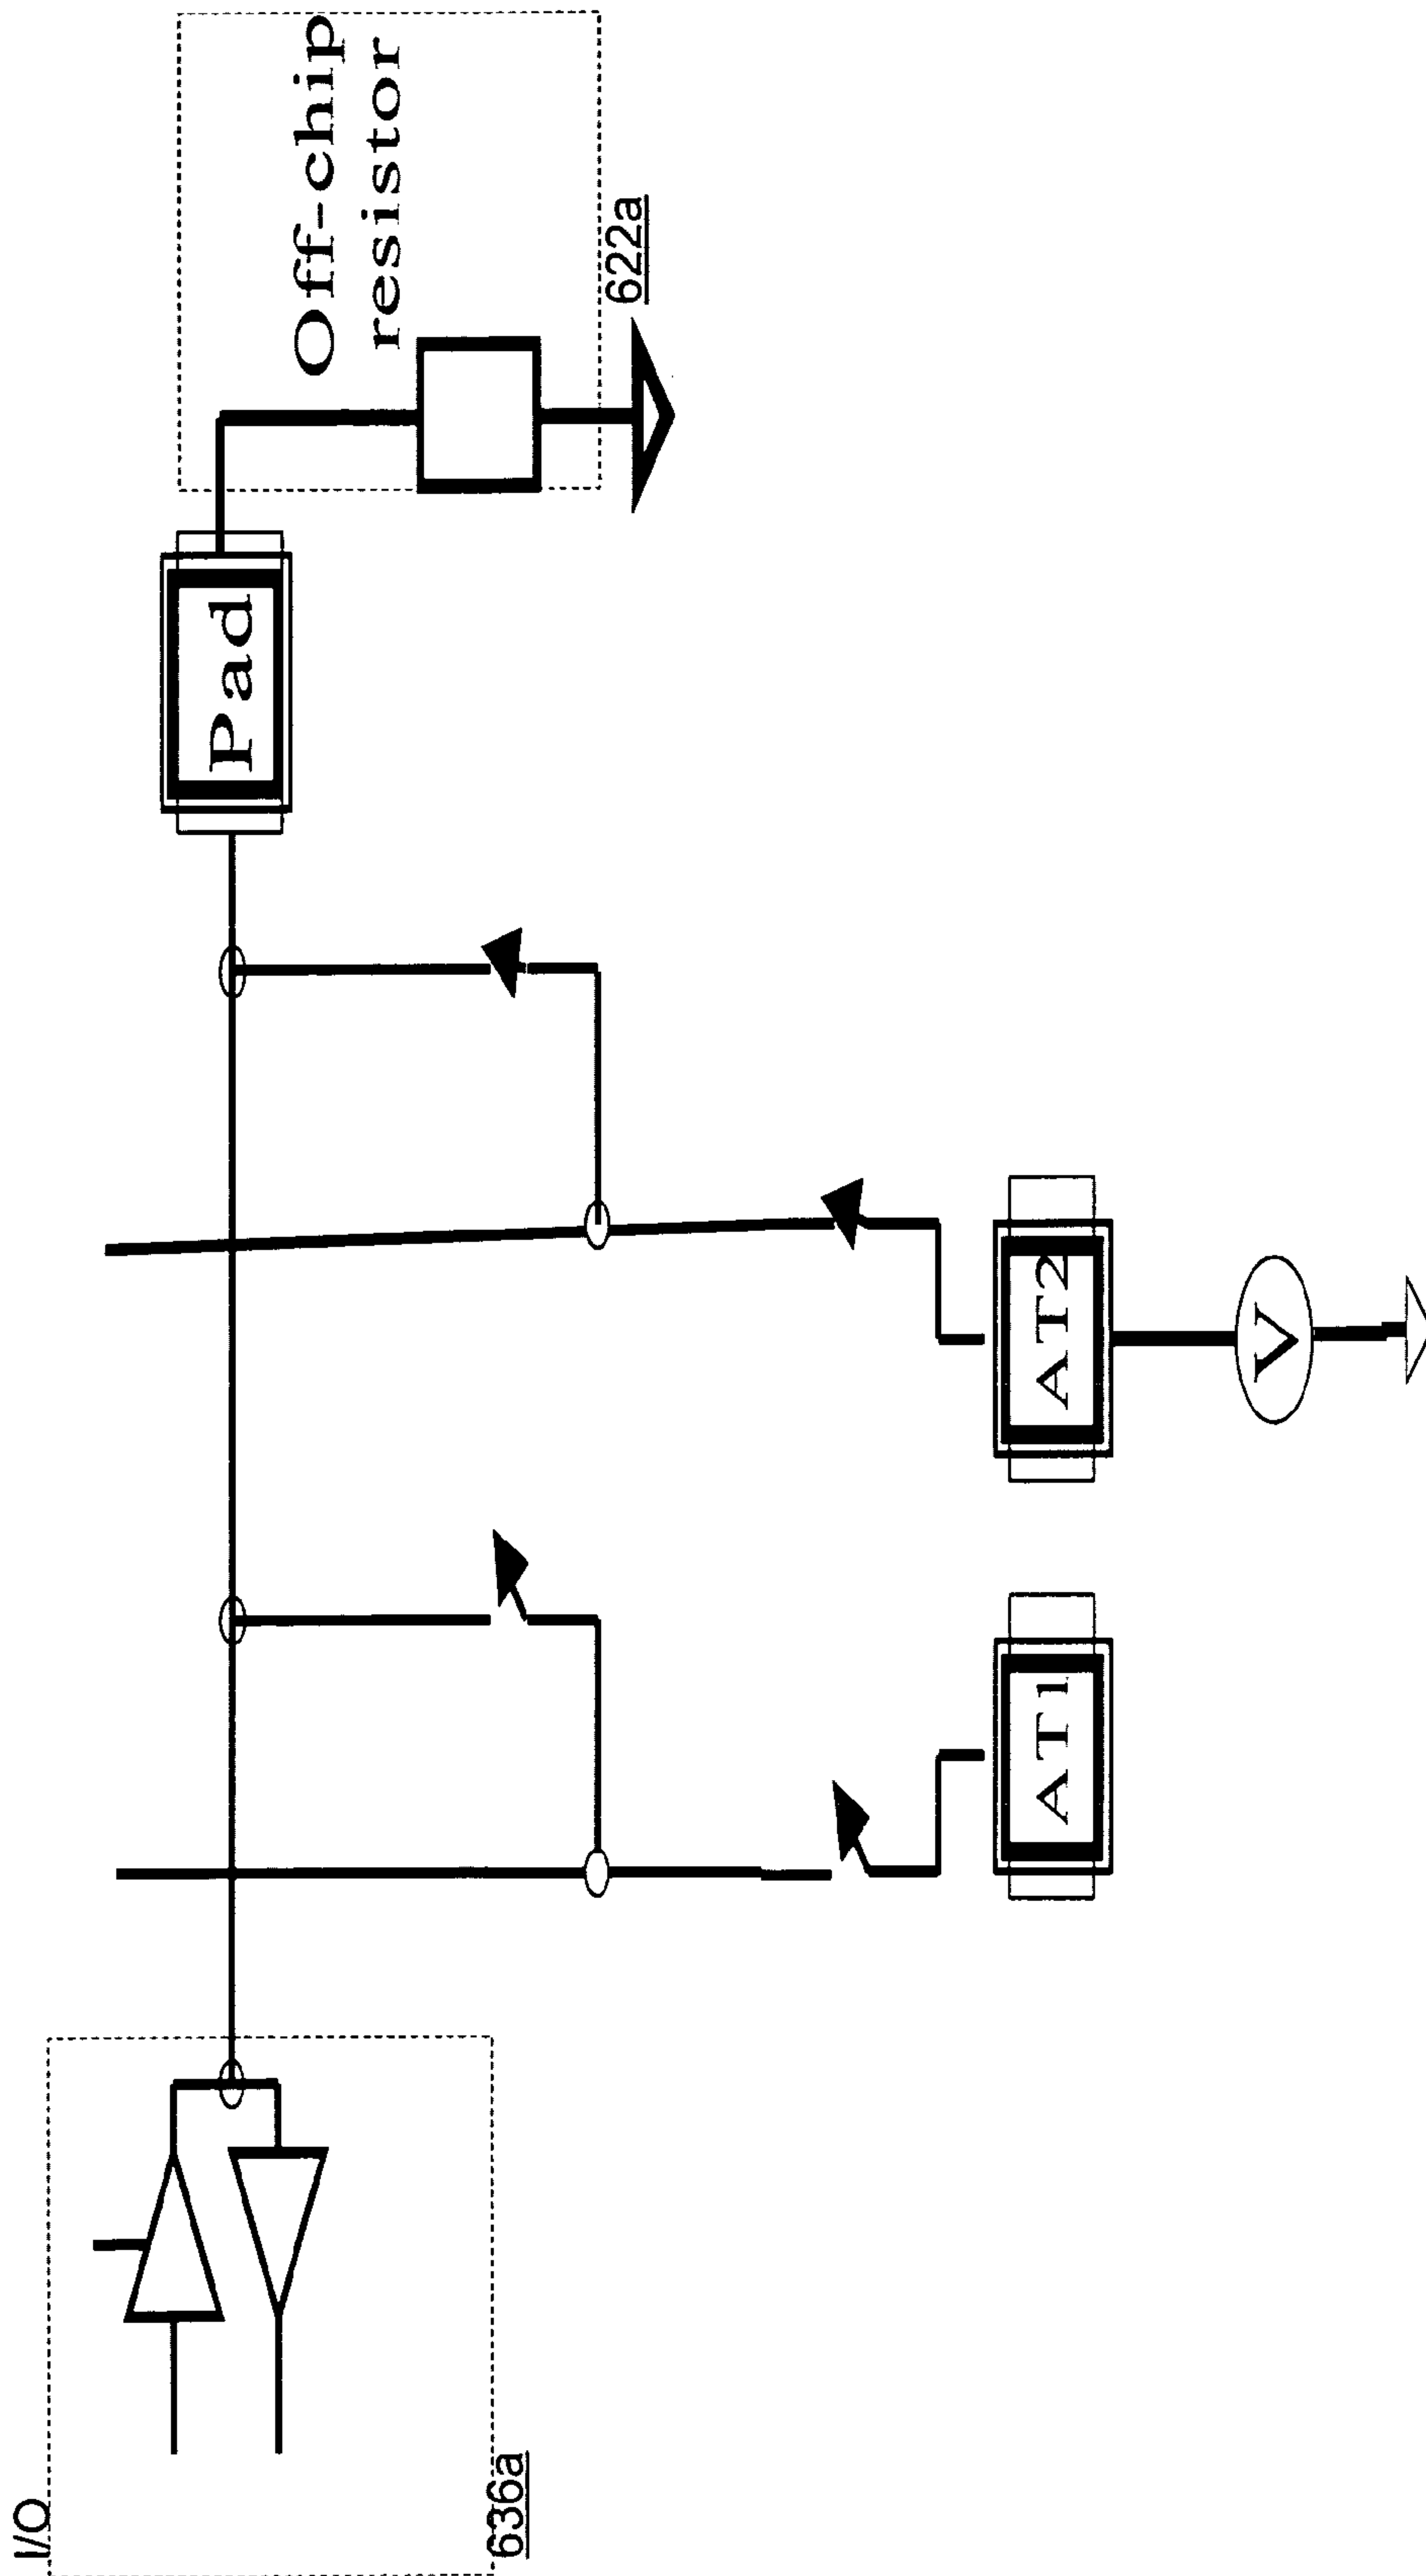 I/O
636a
AT1
AT2
V
Pad
Off-chip
resistor
622a